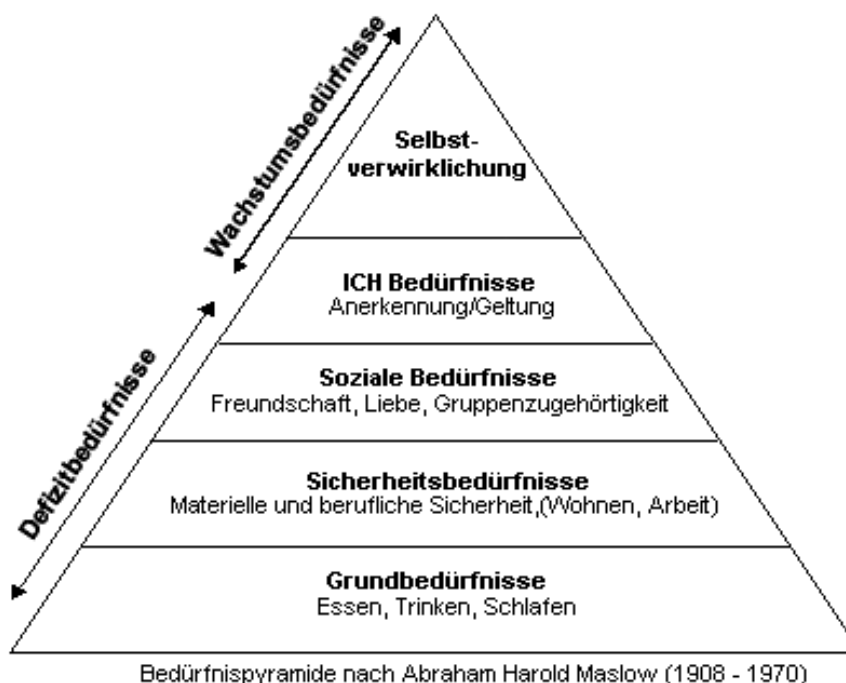 Wachstumsbedürfnisse
Defizitbedürfnisse
Selbst-
verwirklichung
ICH Bedürfnisse
Anerkennung/Geltung
Soziale Bedürfnisse
Freundschaft, Liebe, Gruppenzugehörtigkeit
Sicherheitsbedürfnisse
Materielle und berufliche Sicherheit,(Wohnen, Arbeit)
Grundbedürfnisse
Essen, Trinken, Schlafen
Bedürfnispyramide nach Abraham Harold Maslow (1908 - 1970)